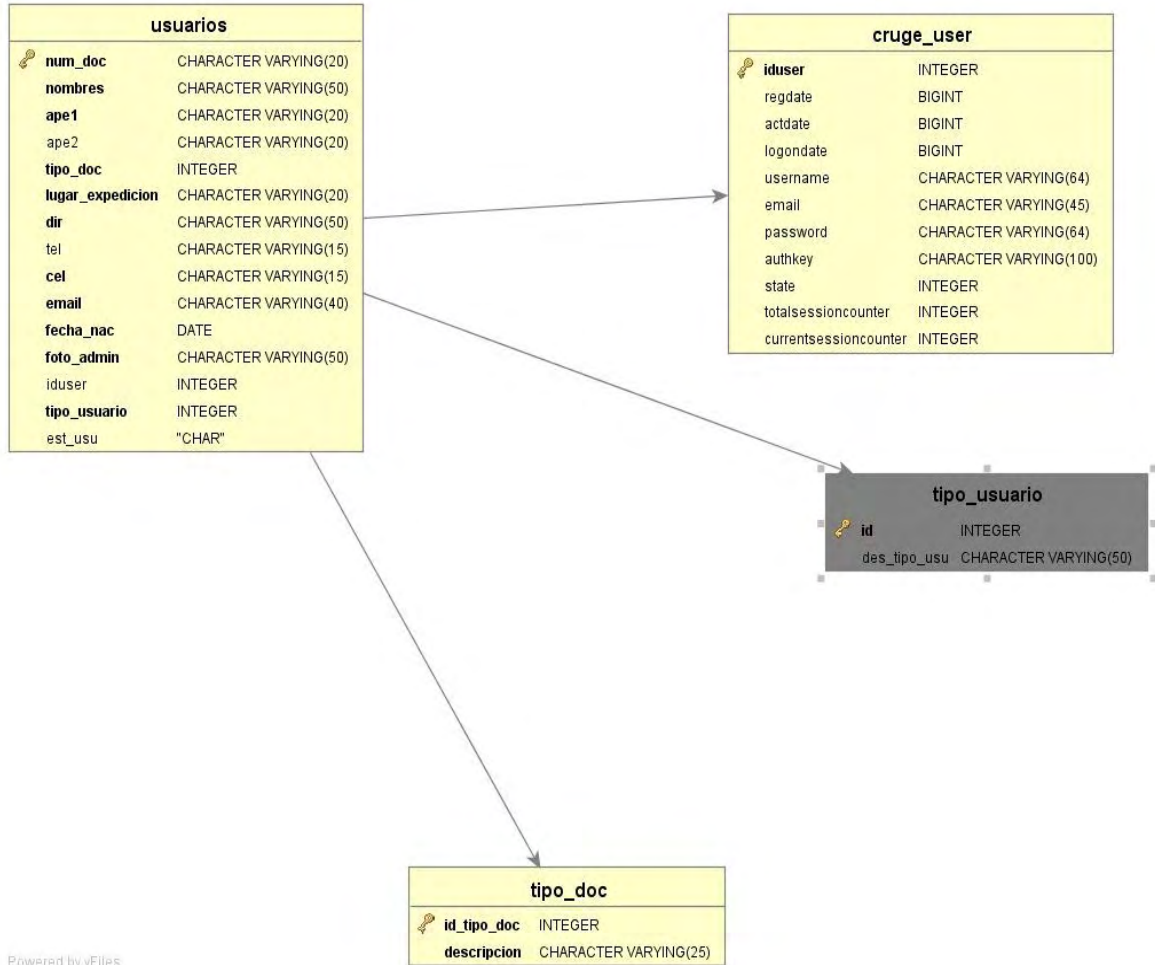 usuarios
num_doc CHARACTER VARYING(20)
nombres CHARACTER VARYING(50)
ape1 CHARACTER VARYING(20)
ape2 CHARACTER VARYING(20)
tipo_doc INTEGER
lugar_expedicion CHARACTER VARYING(20)
dir CHARACTER VARYING(50)
tel CHARACTER VARYING(15)
cel CHARACTER VARYING(15)
email CHARACTER VARYING(40)
fecha_nac DATE
foto_admin CHARACTER VARYING(50)
iduser INTEGER
tipo_usuario INTEGER
est_usu "CHAR"
cruge_user
iduser INTEGER
regdate BIGINT
actdate BIGINT
logondate BIGINT
username CHARACTER VARYING(64)
email CHARACTER VARYING(45)
password CHARACTER VARYING(64)
authkey CHARACTER VARYING(100)
state INTEGER
totalsessioncounter INTEGER
currentsessioncounter INTEGER
tipo_usuario
id INTEGER
des_tipo_usu CHARACTER VARYING(50)
tipo_doc
id_tipo_doc INTEGER
descripcion CHARACTER VARYING(25)
Powered by yFiles